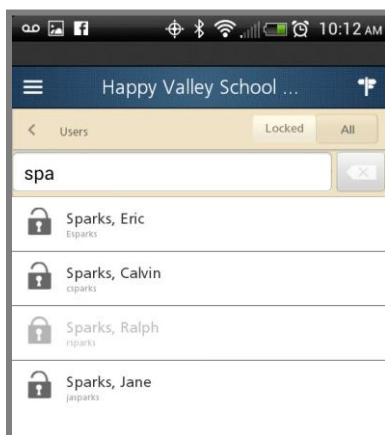 10:12 AM
Happy Valley School ...
Users
Locked
All
spa
Sparks, Eric
Esparks
Sparks, Calvin
csparks
Sparks, Ralph
rsparks
Sparks, Jane
jasparks